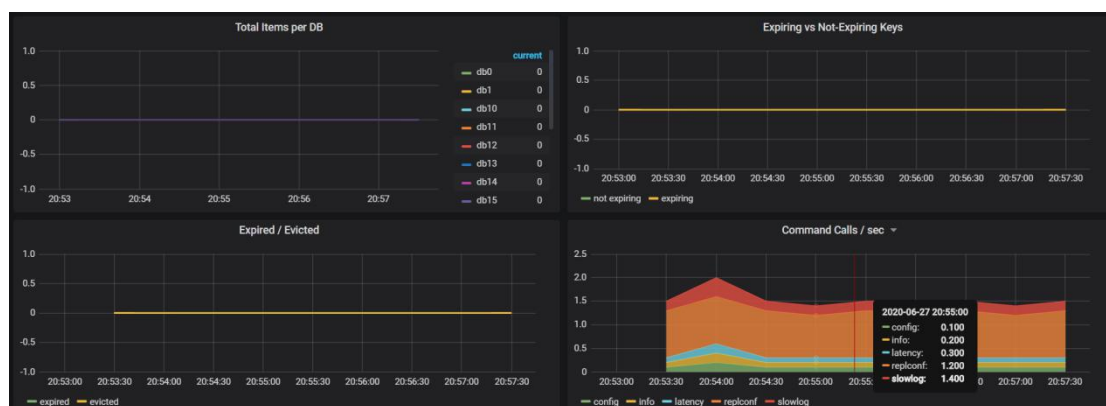 Total Items per DB
1.0
0.5
0
-0.5
-1.0
20:53 20:54 20:55 20:56 20:57
current
db0 0
db1 0
db10 0
db11 0
db12 0
db13 0
db14 0
db15 0
Expiring vs Not-Expiring Keys
1.0
0.5
0
-0.5
-1.0
20:53:00 20:53:30 20:54:00 20:54:30 20:55:00 20:55:30 20:56:00 20:56:30 20:57:00 20:57:30
not expiring expiring
Expired / Evicted
1.0
0.5
0
-0.5
-1.0
20:53:00 20:53:30 20:54:00 20:54:30 20:55:00 20:55:30 20:56:00 20:56:30 20:57:00 20:57:30
expired evicted
Command Calls / sec
2.5
2.0
1.5
1.0
0.5
0
20:53:00 20:53:30 20:54:00 20:54:30 20:55:00 20:57:00 20:57:30
config info latency replconf slowlog
2020-06-27 20:55:00
config: 0.100
info: 0.200
latency: 0.300
replconf: 1.200
slowlog: 1.400